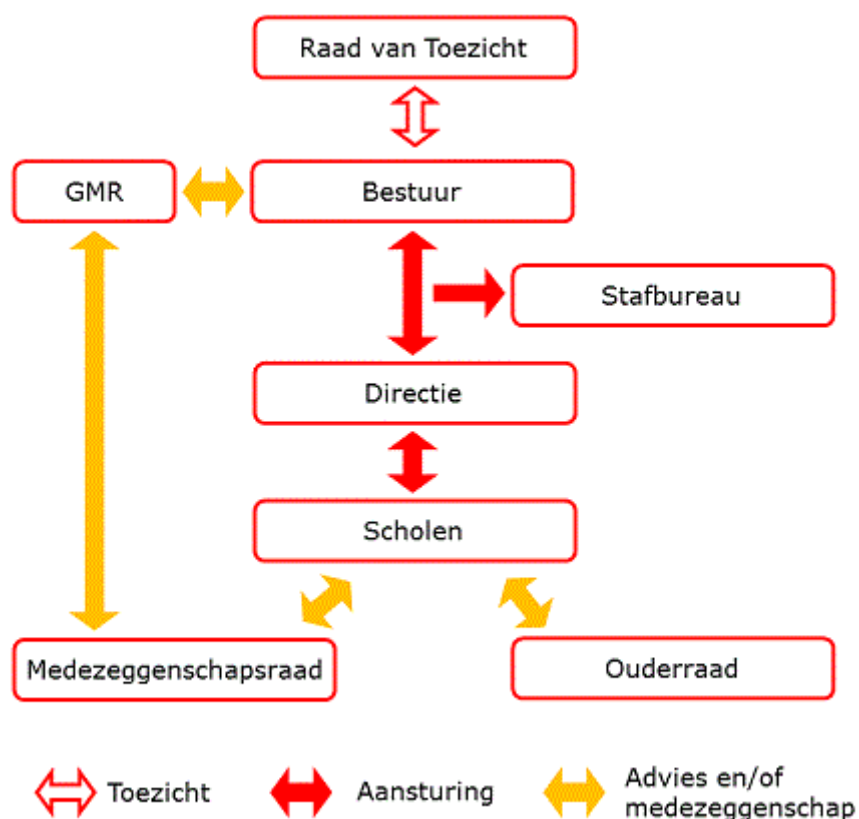 Raad van Toezicht
GMR
Bestuur
Stafbureau
Directie
Scholen
Medezeggenschapsraad
Ouderraad
Toezicht
Aansturing
Advies en/of
medezeggenschap